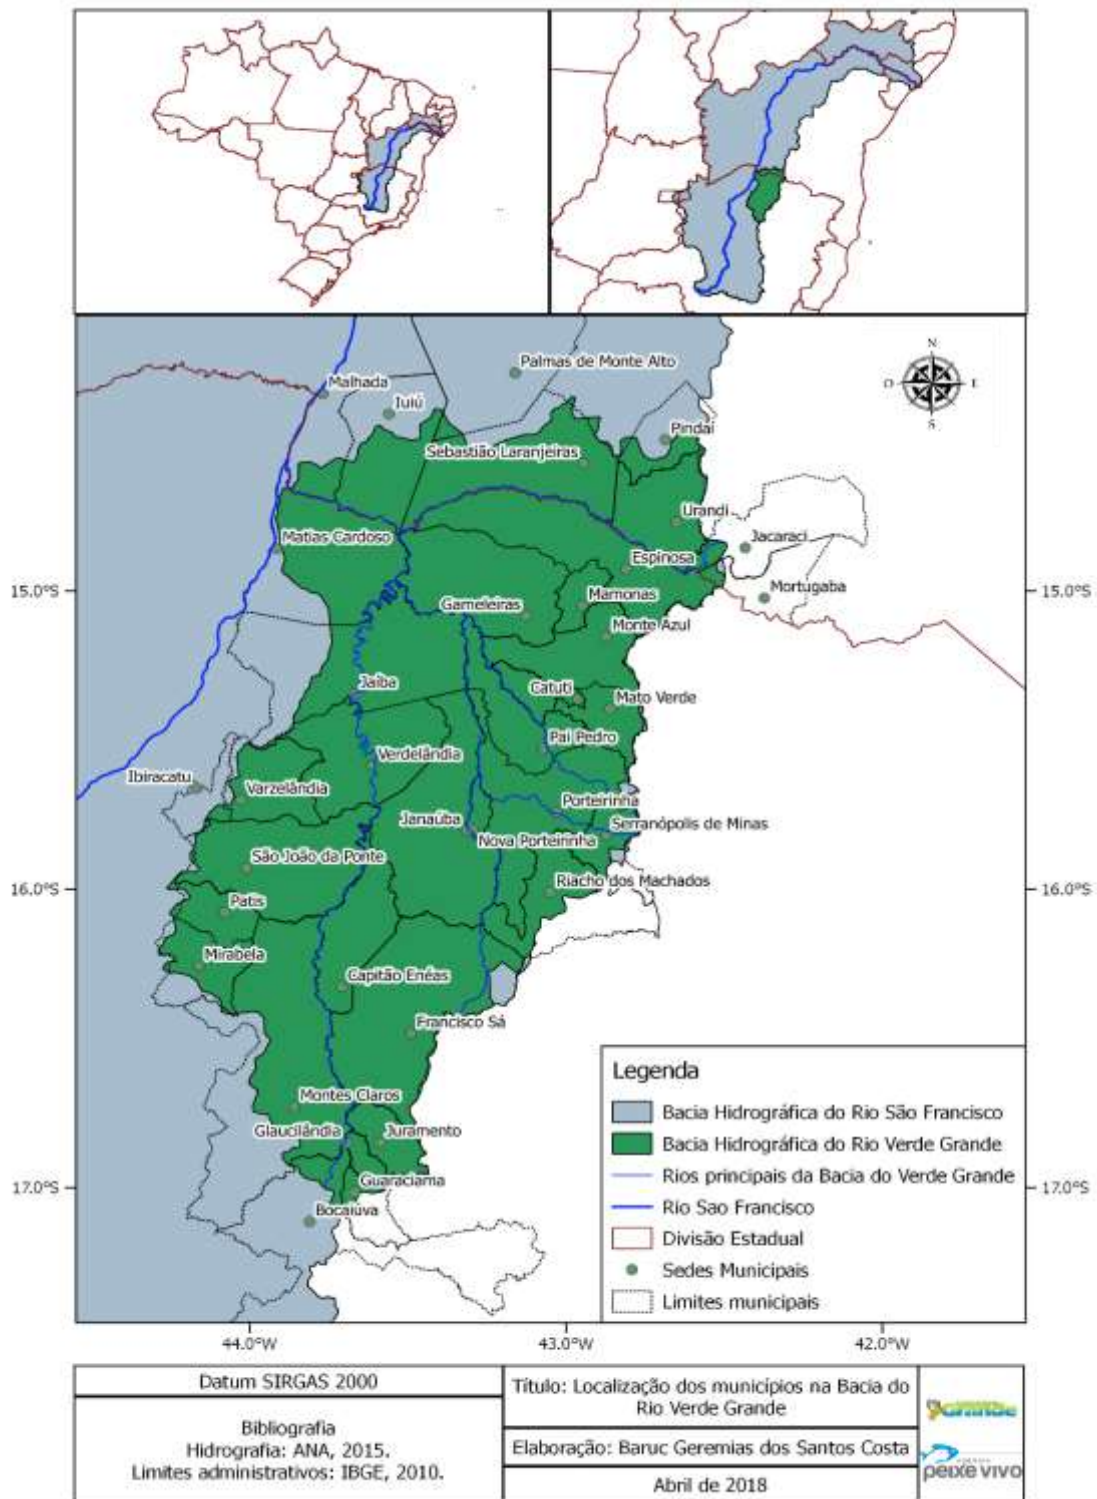 Palmas de Monte Alto
N
Malhada
O
E
Iuiú
S
Pindaí
Sebastião Laranjeiras
Urandi
Jacaraci
Matias Cardoso
Espinosa
15.0°S
Mamonas
Mortugaba
15.0°S
Gameleiras
Monte Azul
Jaíba
Catuti
Mato Verde
Pai Pedro
Verdelândia
Ibiracatu
Varzelândia
Porteirinha
Janaúba
Serranópolis de Minas
Nova Porteirinha
São João da Ponte
Riacho dos Machados
16.0°S
16.0°S
Patis
Mirabela
Capitão Enéas
Francisco Sá
Legenda
Montes Claros
Bacia Hidrográfica do Rio São Francisco
Glaucilândia
Juramento
Bacia Hidrográfica do Rio Verde Grande
Guaraciama
Rios principais da Bacia do Verde Grande
17.0°S
17.0°S
Bocaiúva
Rio Sao Francisco
Divisão Estadual
Sedes Municipais
Limites municipais
44.0°W
43.0°W
42.0°W
Datum SIRGAS 2000
Título: Localização dos municípios na Bacia do
Rio Verde Grande
Bibliografia
Hidrografia: ANA, 2015.
Limites administrativos: IBGE, 2010.
Elaboração: Baruc Geremias dos Santos Costa
Abril de 2018
GRANDE
peixe vivo